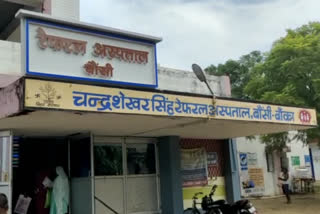 रेफरल अस्पताल
बौंसी
चन्द्रशेखर सिंह रेफरल अस्पताल, बौंसी-बाँका